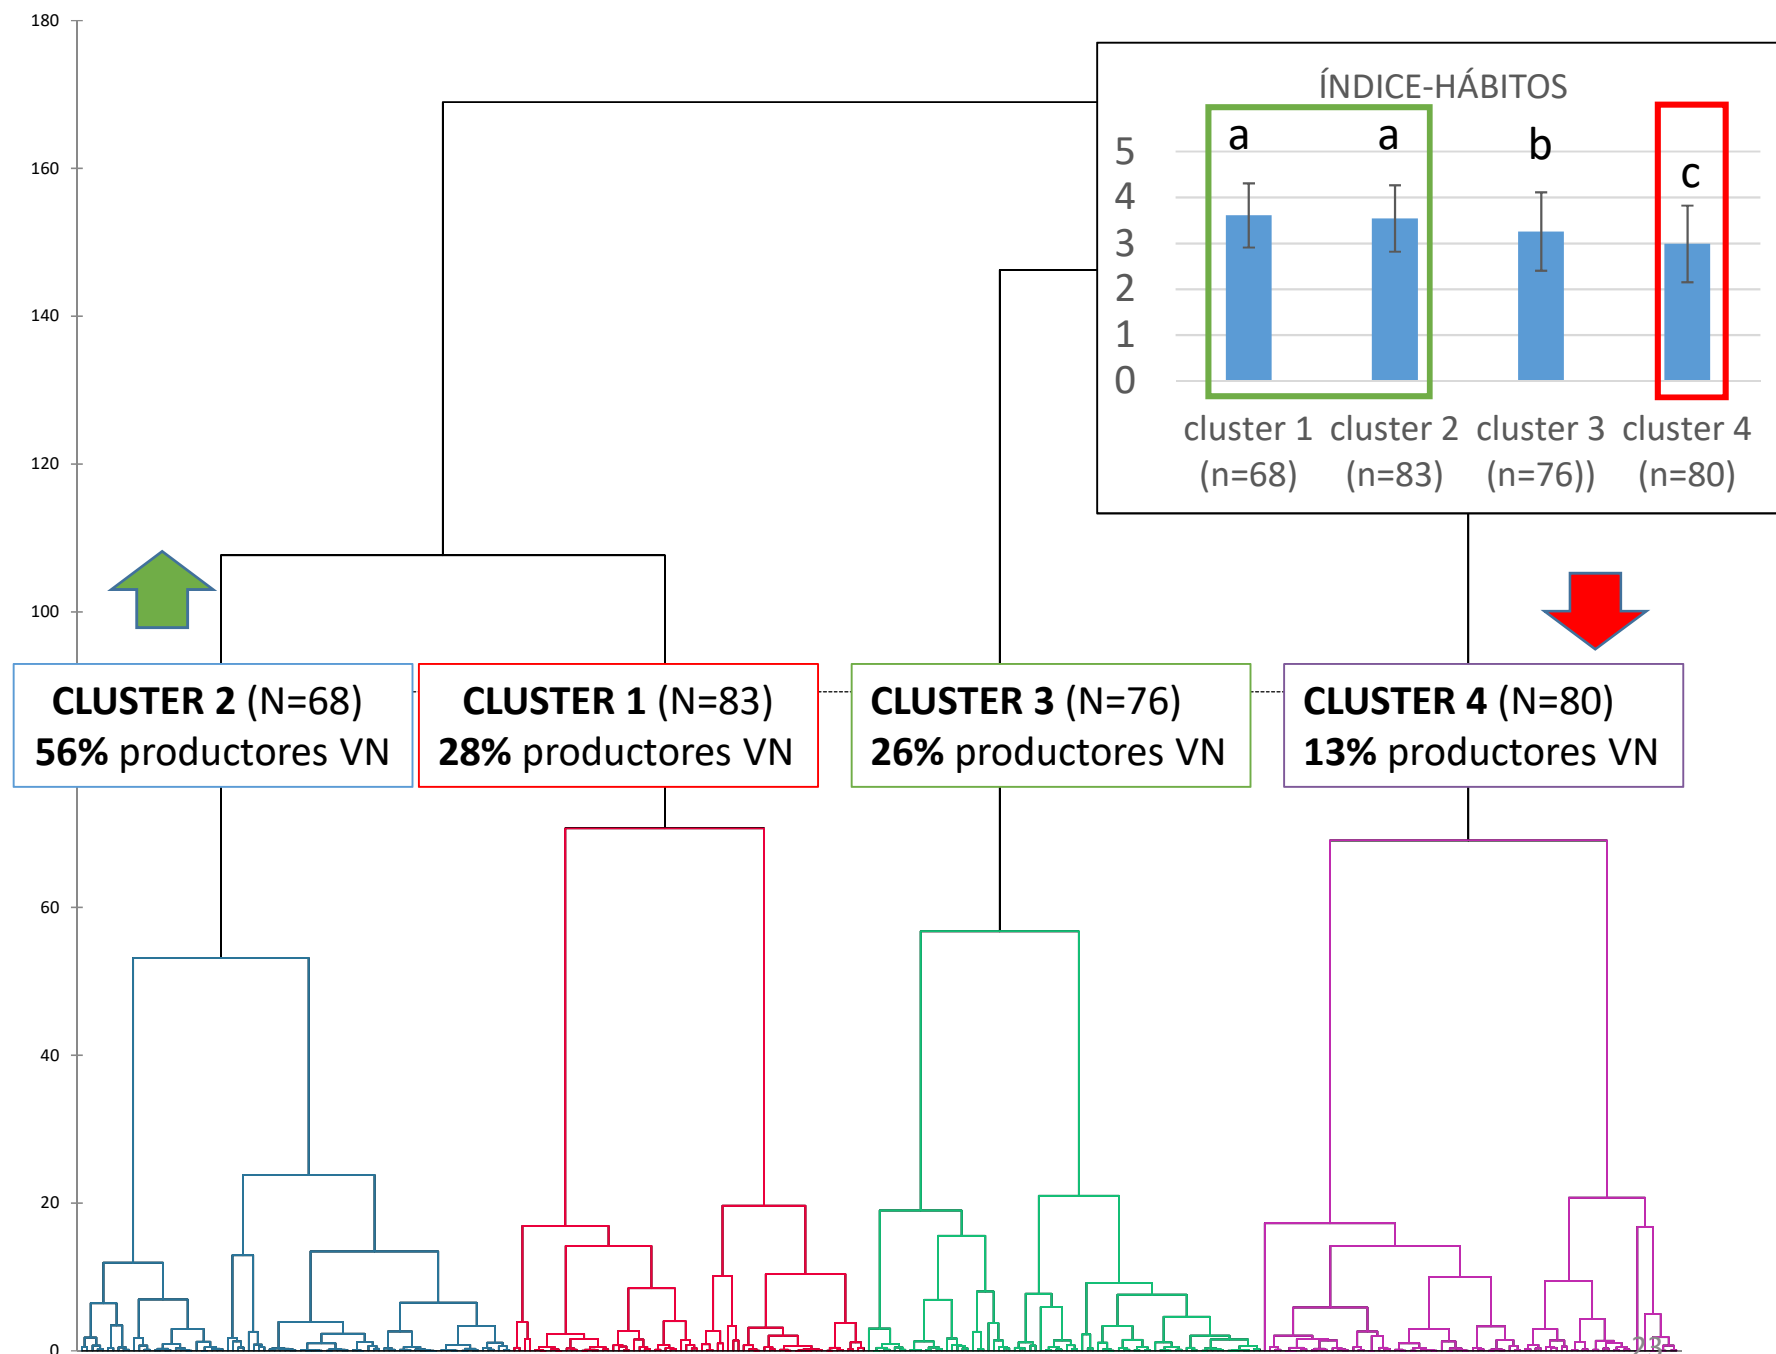 180
160
140
120
100
60
40
20
0
ÍNDICE-HÁBITOS
5
4
3
2
1
0
a
a
b
c
cluster 1
(n=68)
cluster 2
(n=83)
cluster 3
(n=76))
cluster 4
(n=80)
CLUSTER 2 (N=68)
56% productores VN
CLUSTER 1 (N=83)
28% productores VN
CLUSTER 3 (N=76)
26% productores VN
CLUSTER 4 (N=80)
13% productores VN
23